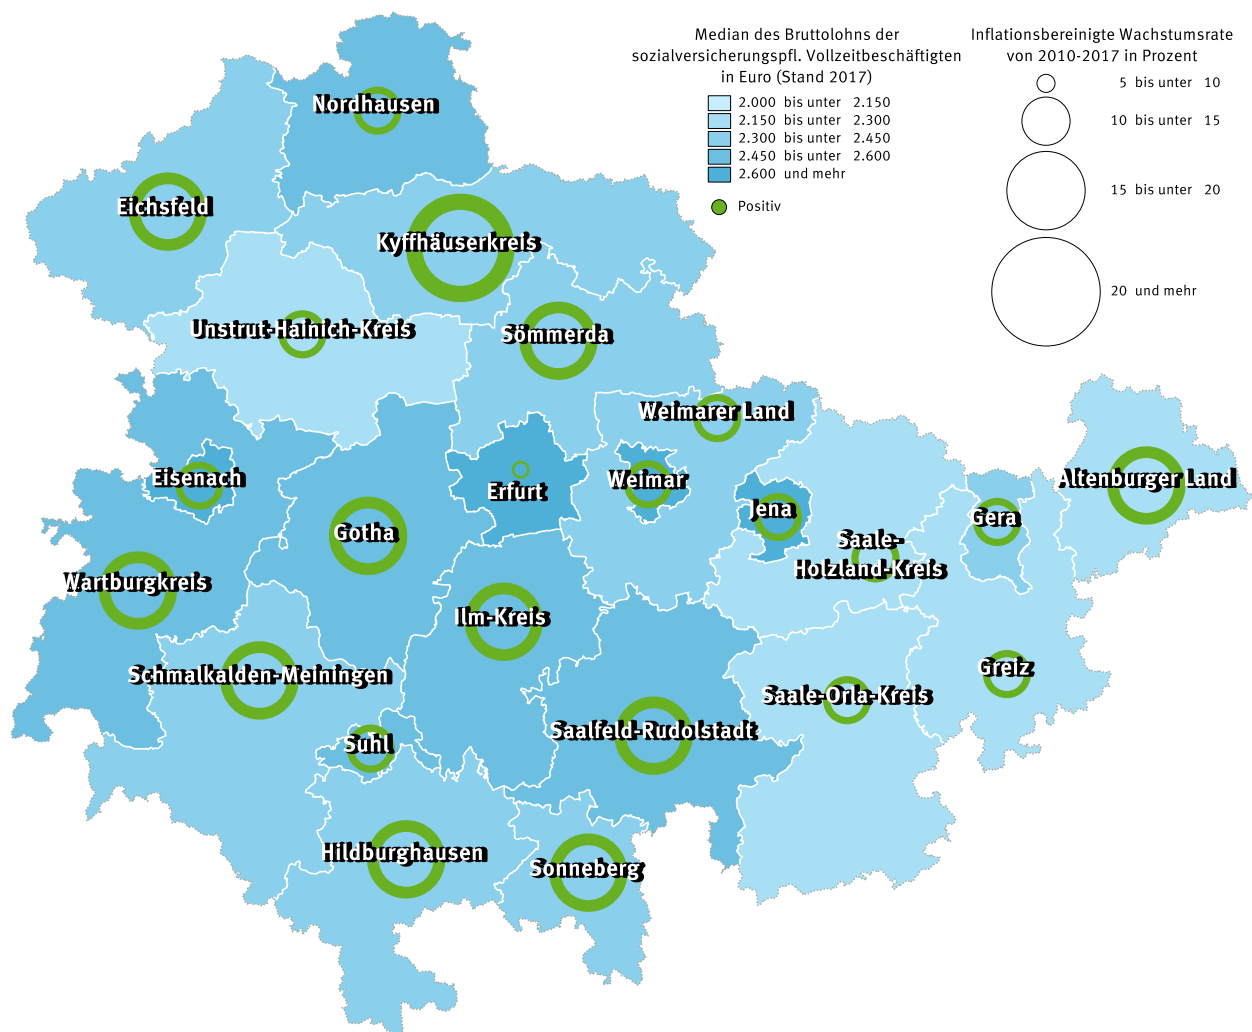 Median des Bruttolohns der
sozialversicherungspfl. Vollzeitbeschäftigten
in Euro (Stand 2017)
2.000 bis unter 2.150
2.150 bis unter 2.300
2.300 bis unter 2.450
2.450 bis unter 2.600
2.600 und mehr
Positiv
Inflationsbereinigte Wachstumsrate
von 2010-2017 in Prozent
5 bis unter 10
10 bis unter 15
15 bis unter 20
20 und mehr
Nordhausen
Eichsfeld
Kyffhäuserkreis
Unstrut-Hainich-Kreis
Sömmerda
Weimarer Land
Eisenach
Erfurt
Weimar
Altenburger Land
Jena
Gera
Gotha
Saale-
Holzland-Kreis
Wartburgkreis
Ilm-Kreis
Schmalkalden-Meiningen
Greiz
Saale-Orla-Kreis
Suhl
Saalfeld-Rudolstadt
Hildburghausen
Sonneberg